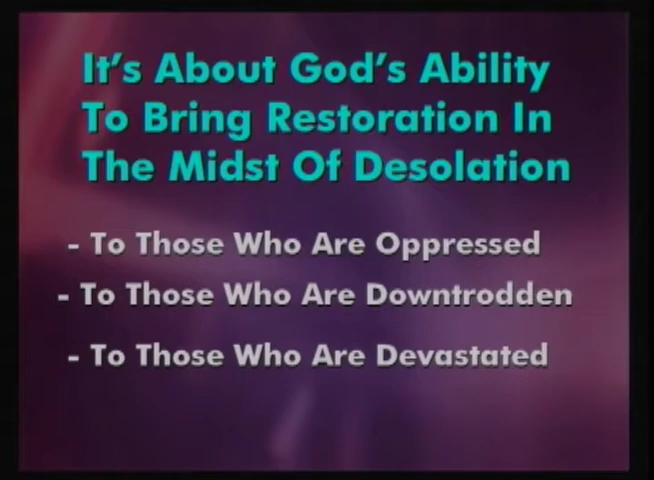 It's About God's Ability
To Bring Restoration In
The Midst Of Desolation
- To Those Who Are Oppressed
- To Those Who Are Downtrodden
- To Those Who Are Devastated